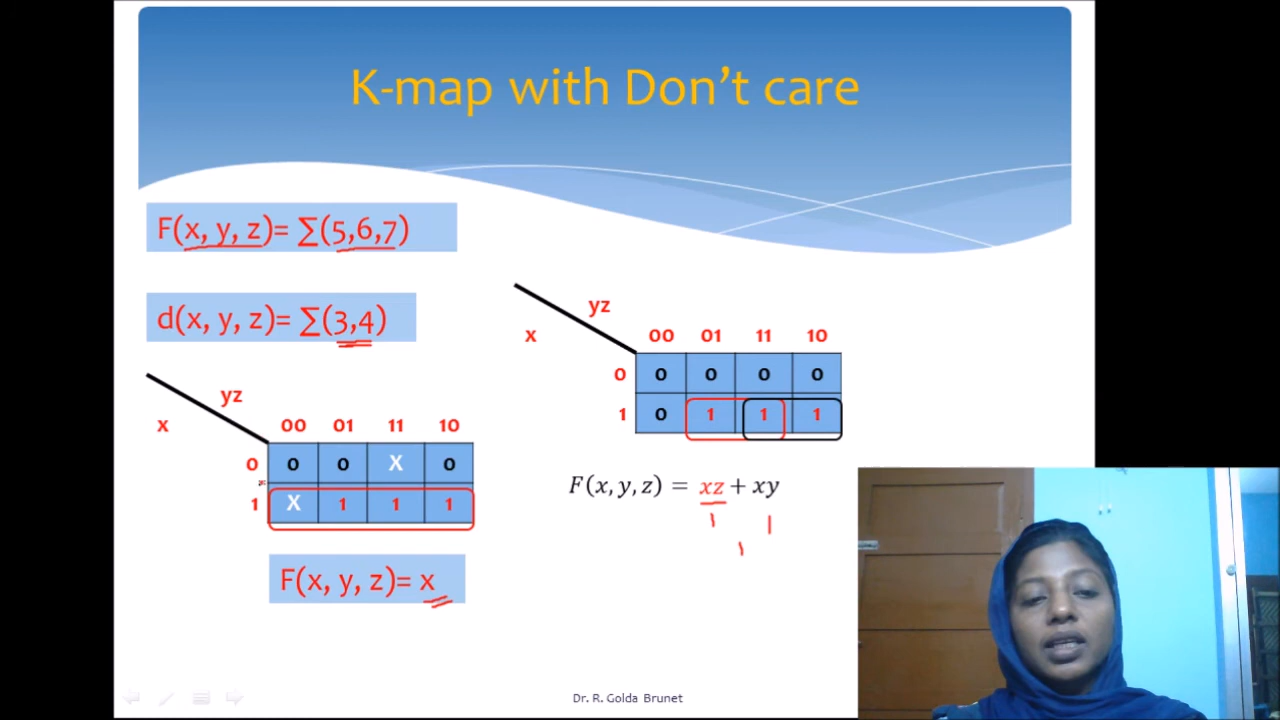 K-map with Don't care
F(x, y, z)= ∑(5,6,7)
d(x, y, z)= ∑(3,4)
yz
x
00 01 11 10
0 0 0 X 0
1 X 1 1 1
F(x, y, z)= x
yz
x
00 01 11 10
0 0 0 0 0
1 0 1 1 1
F(x, y, z) = xz + xy
Dr. R. Golda Brunet